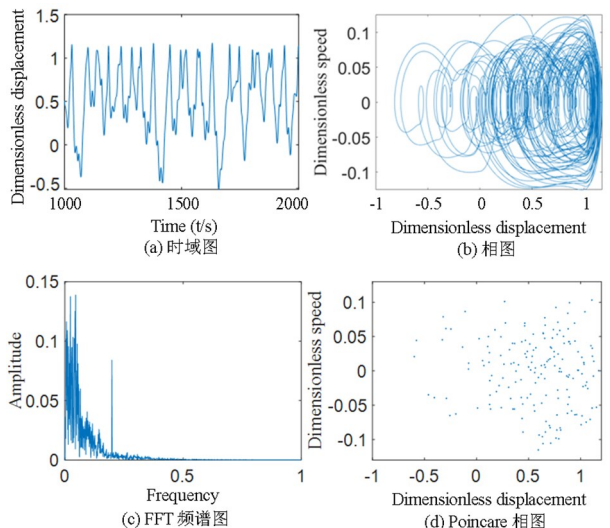 Dimensionless displacement
1.5
1
0.5
0
-0.5
1000
1500
2000
Time (t/s)
(a) 时域图
Dimensionless speed
0.1
0.05
0
-0.05
-0.1
-1
-0.5
0
0.5
1
Dimensionless displacement
(b) 相图
Amplitude
0.15
0.1
0.05
0
0
0.5
1
Frequency
(c) FFT 频谱图
Dimensionless speed
0.1
0.05
0
-0.05
-0.1
-1
-0.5
0
0.5
1
Dimensionless displacement
(d) Poincare 相图